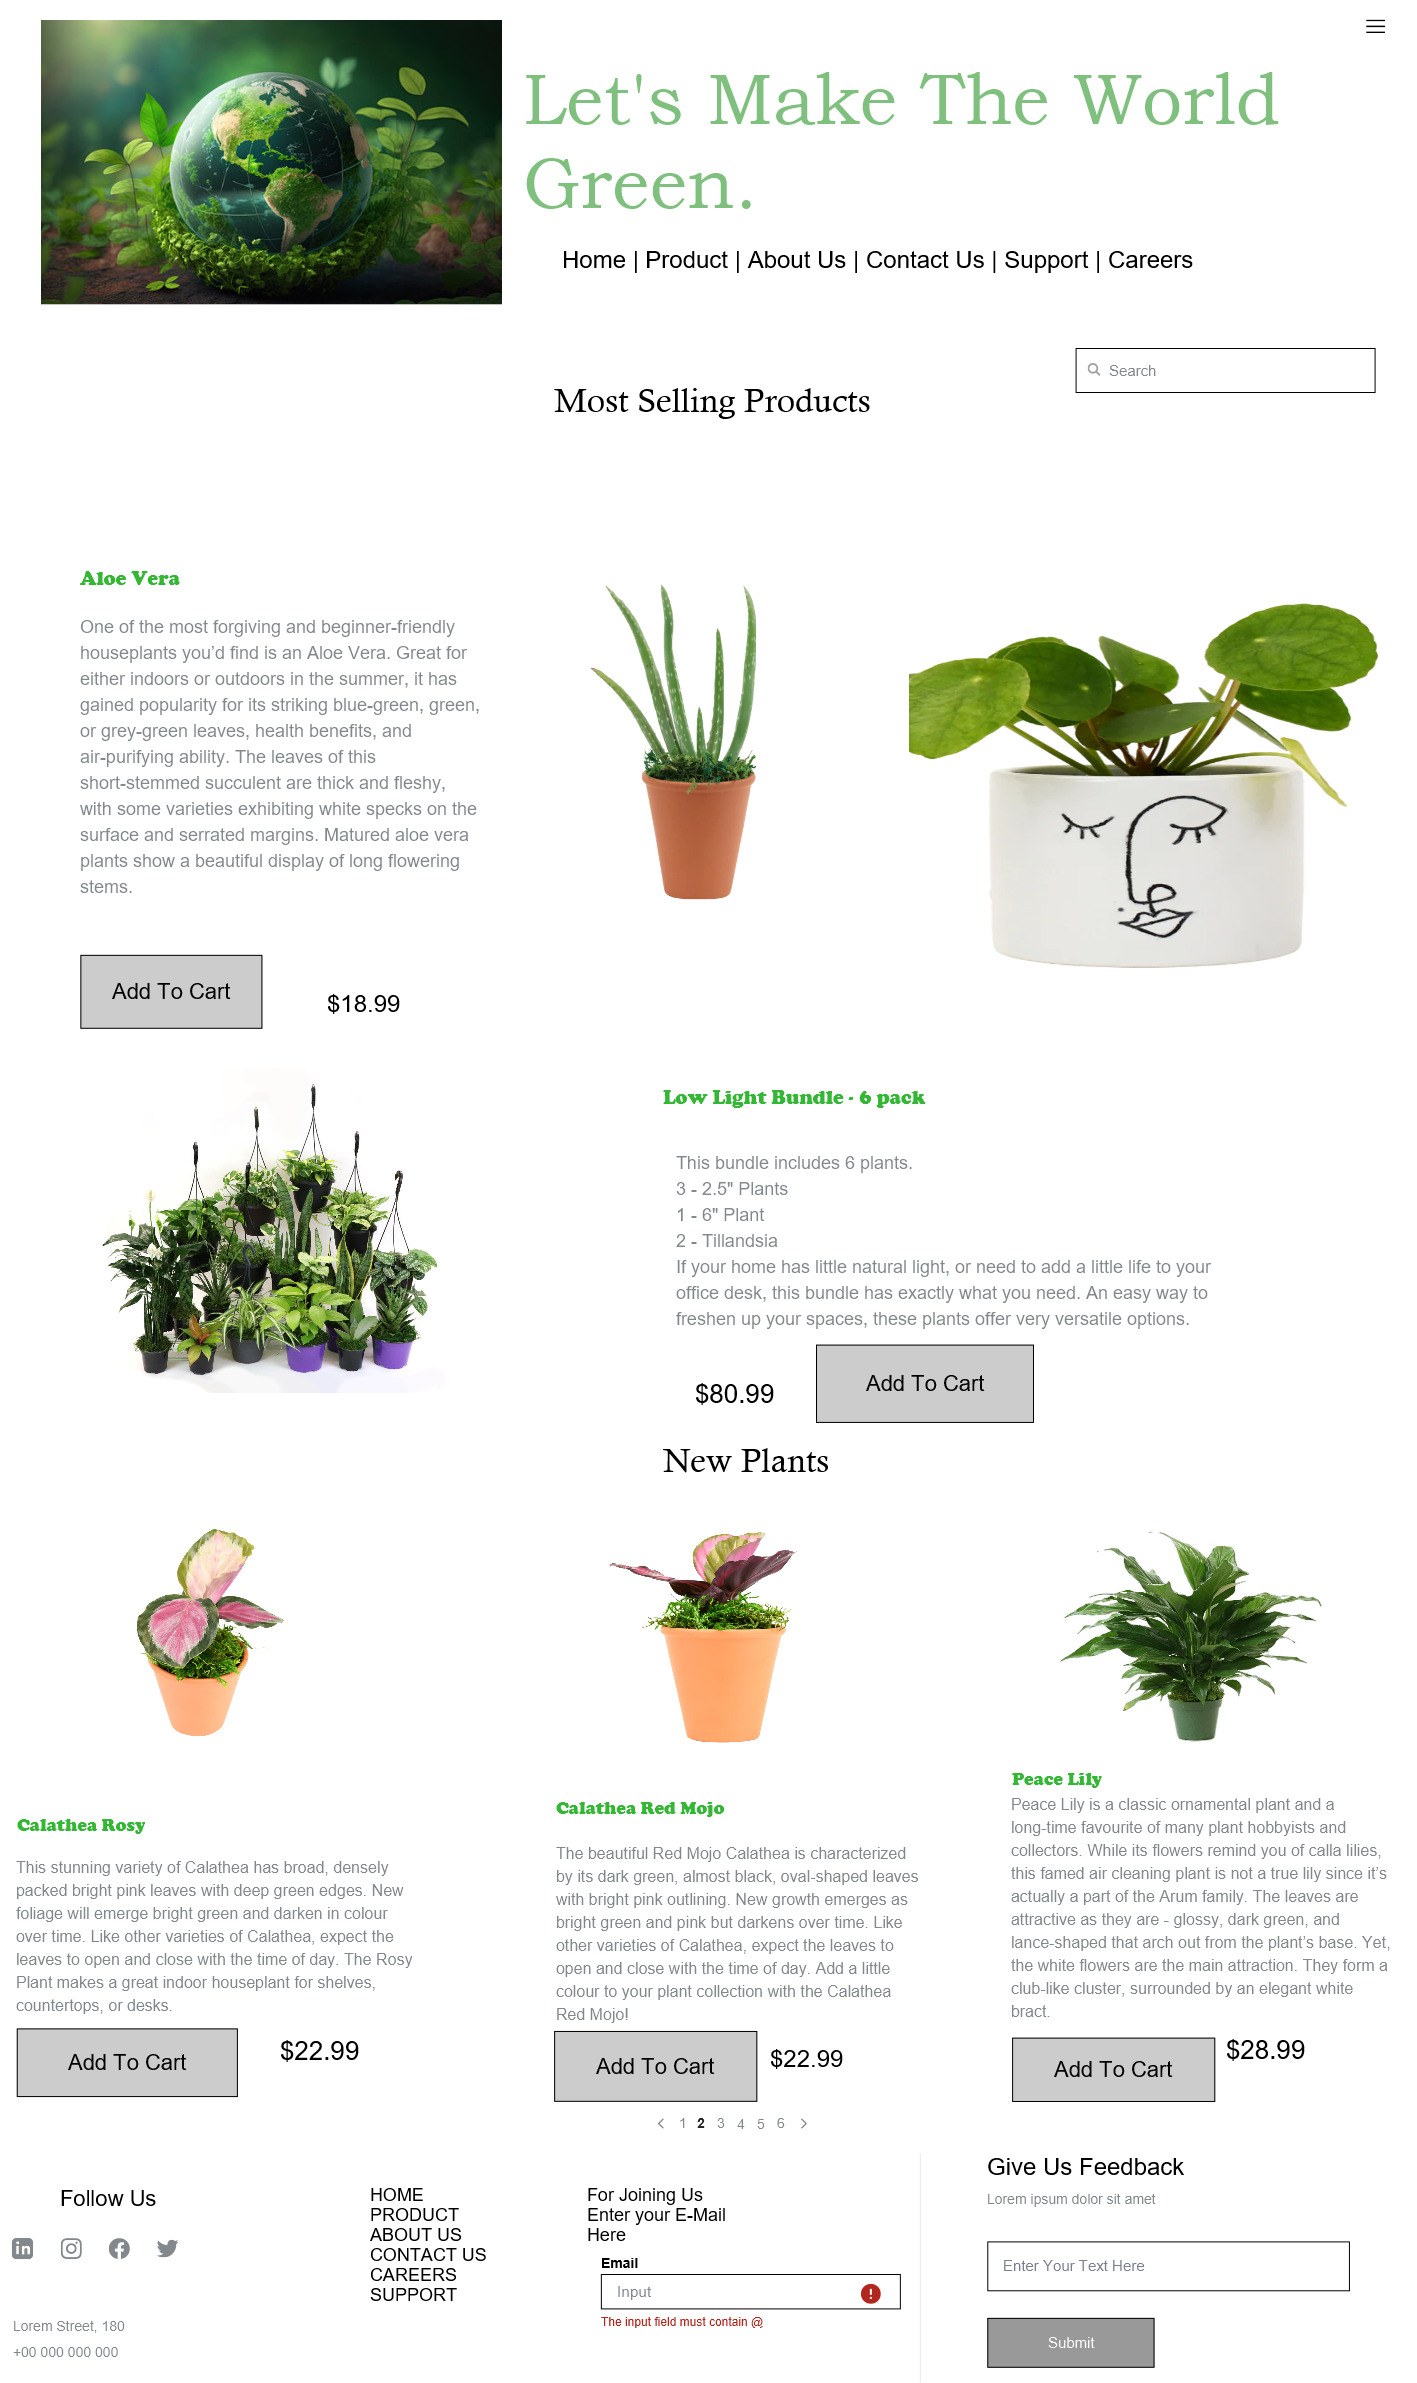 Let's Make The World
Green.
Home | Product | About Us | Contact Us | Support | Careers
Search
Most Selling Products
Aloe Vera
One of the most forgiving and beginner-friendly
houseplants you’d find is an Aloe Vera. Great for
either indoors or outdoors in the summer, it has
gained popularity for its striking blue-green, green,
or grey-green leaves, health benefits, and
air-purifying ability. The leaves of this
short-stemmed succulent are thick and fleshy,
with some varieties exhibiting white specks on the
surface and serrated margins. Matured aloe vera
plants show a beautiful display of long flowering
stems.
Add To Cart
$18.99
Low Light Bundle - 6 pack
This bundle includes 6 plants.
3 - 2.5" Plants
1 - 6" Plant
2 - Tillandsia
If your home has little natural light, or need to add a little life to your
office desk, this bundle has exactly what you need. An easy way to
freshen up your spaces, these plants offer very versatile options.
$80.99
Add To Cart
New Plants
Calathea Rosy
This stunning variety of Calathea has broad, densely
packed bright pink leaves with deep green edges. New
foliage will emerge bright green and darken in colour
over time. Like other varieties of Calathea, expect the
leaves to open and close with the time of day. The Rosy
Plant makes a great indoor houseplant for shelves,
countertops, or desks.
Add To Cart
$22.99
Calathea Red Mojo
The beautiful Red Mojo Calathea is characterized
by its dark green, almost black, oval-shaped leaves
with bright pink outlining. New growth emerges as
bright green and pink but darkens over time. Like
other varieties of Calathea, expect the leaves to
open and close with the time of day. Add a little
colour to your plant collection with the Calathea
Red Mojo!
Add To Cart
$22.99
Peace Lily
Peace Lily is a classic ornamental plant and a
long-time favourite of many plant hobbyists and
collectors. While its flowers remind you of calla lilies,
this famed air cleaning plant is not a true lily since it’s
actually a part of the Arum family. The leaves are
attractive as they are - glossy, dark green, and
lance-shaped that arch out from the plant’s base. Yet,
the white flowers are the main attraction. They form a
club-like cluster, surrounded by an elegant white
bract.
Add To Cart
$28.99
1 2 3 4 5 6
Follow Us
Lorem Street, 180
+00 000 000 000
HOME
PRODUCT
ABOUT US
CONTACT US
CAREERS
SUPPORT
For Joining Us
Enter your E-Mail
Here
Email
Input
The input field must contain @
Give Us Feedback
Lorem ipsum dolor sit amet
Enter Your Text Here
Submit